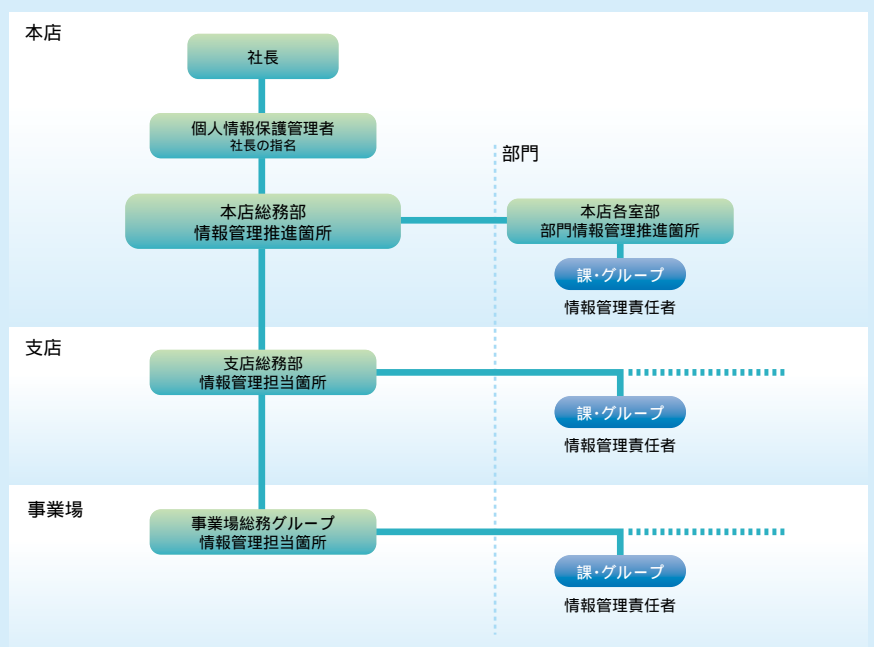 本店
社長
個人情報保護管理者
社長の指名
部門
本店総務部
情報管理推進箇所
本店各室部
部門情報管理推進箇所
課・グループ
情報管理責任者
支店
支店総務部
情報管理担当箇所
課・グループ
情報管理責任者
事業場
事業場総務グループ
情報管理担当箇所
課・グループ
情報管理責任者